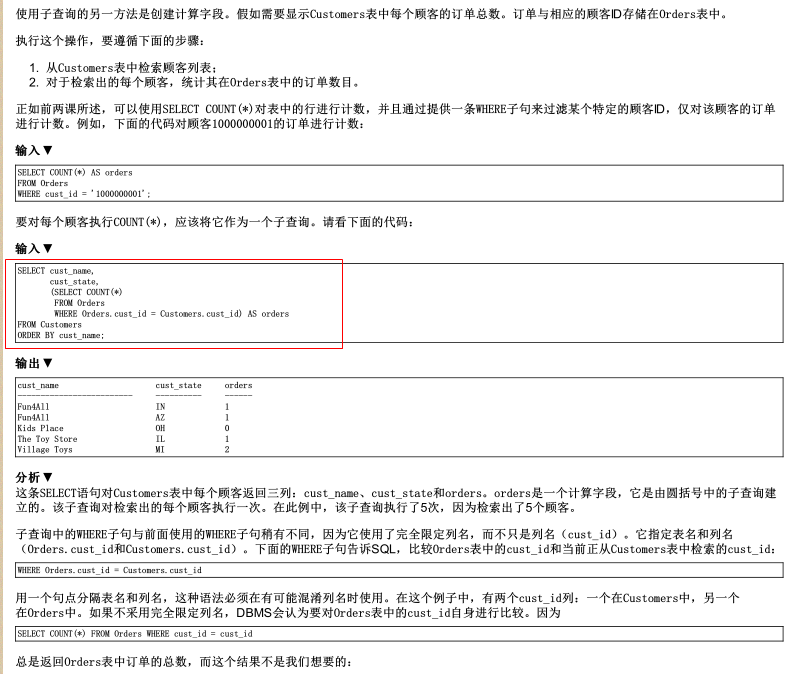 使用子查询的另一方法是创建计算字段。假如需要显示Customers表中每个顾客的订单总数。订单与相应的顾客ID存储在Orders表中。
执行这个操作，要遵循下面的步骤：
1. 从Customers表中检索顾客列表；
2. 对于检索出的每个顾客，统计其在Orders表中的订单数目。
正如前两课所述，可以使用SELECT COUNT(*)对表中的行进行计数，并且通过提供一条WHERE子句来过滤某个特定的顾客ID，仅对该顾客的订单
进行计数。例如，下面的代码对顾客1000000001的订单进行计数：
输入▼
SELECT COUNT(*) AS orders
FROM Orders
WHERE cust_id = '1000000001';
要对每个顾客执行COUNT(*)，应该将它作为一个子查询。请看下面的代码：
输入▼
SELECT cust_name,
cust_state,
(SELECT COUNT(*)
FROM Orders
WHERE Orders.cust_id = Customers.cust_id) AS orders
FROM Customers
ORDER BY cust_name;
输出▼
cust_name cust_state orders
------------------------- ---------- ------
Fun4All IN 1
Fun4All AZ 1
Kids Place OH 0
The Toy Store IL 1
Village Toys MI 2
分析▼
这条SELECT语句对Customers表中每个顾客返回三列：cust_name、cust_state和orders。orders是一个计算字段，它是由圆括号中的子查询建
立的。该子查询对检索出的每个顾客执行一次。在此例中，该子查询执行了5次，因为检索出了5个顾客。
子查询中的WHERE子句与前面使用的WHERE子句稍有不同，因为它使用了完全限定列名，而不只是列名（cust_id）。它指定表名和列名
（Orders.cust_id和Customers.cust_id）。下面的WHERE子句告诉SQL，比较Orders表中的cust_id和当前正从Customers表中检索的cust_id：
WHERE Orders.cust_id = Customers.cust_id
用一个句点分隔表名和列名，这种语法必须在有可能混淆列名时使用。在这个例子中，有两个cust_id列：一个在Customers中，另一个
在Orders中。如果不采用完全限定列名，DBMS会认为要对Orders表中的cust_id自身进行比较。因为
SELECT COUNT(*) FROM Orders WHERE cust_id = cust_id
总是返回Orders表中订单的总数，而这个结果不是我们想要的：